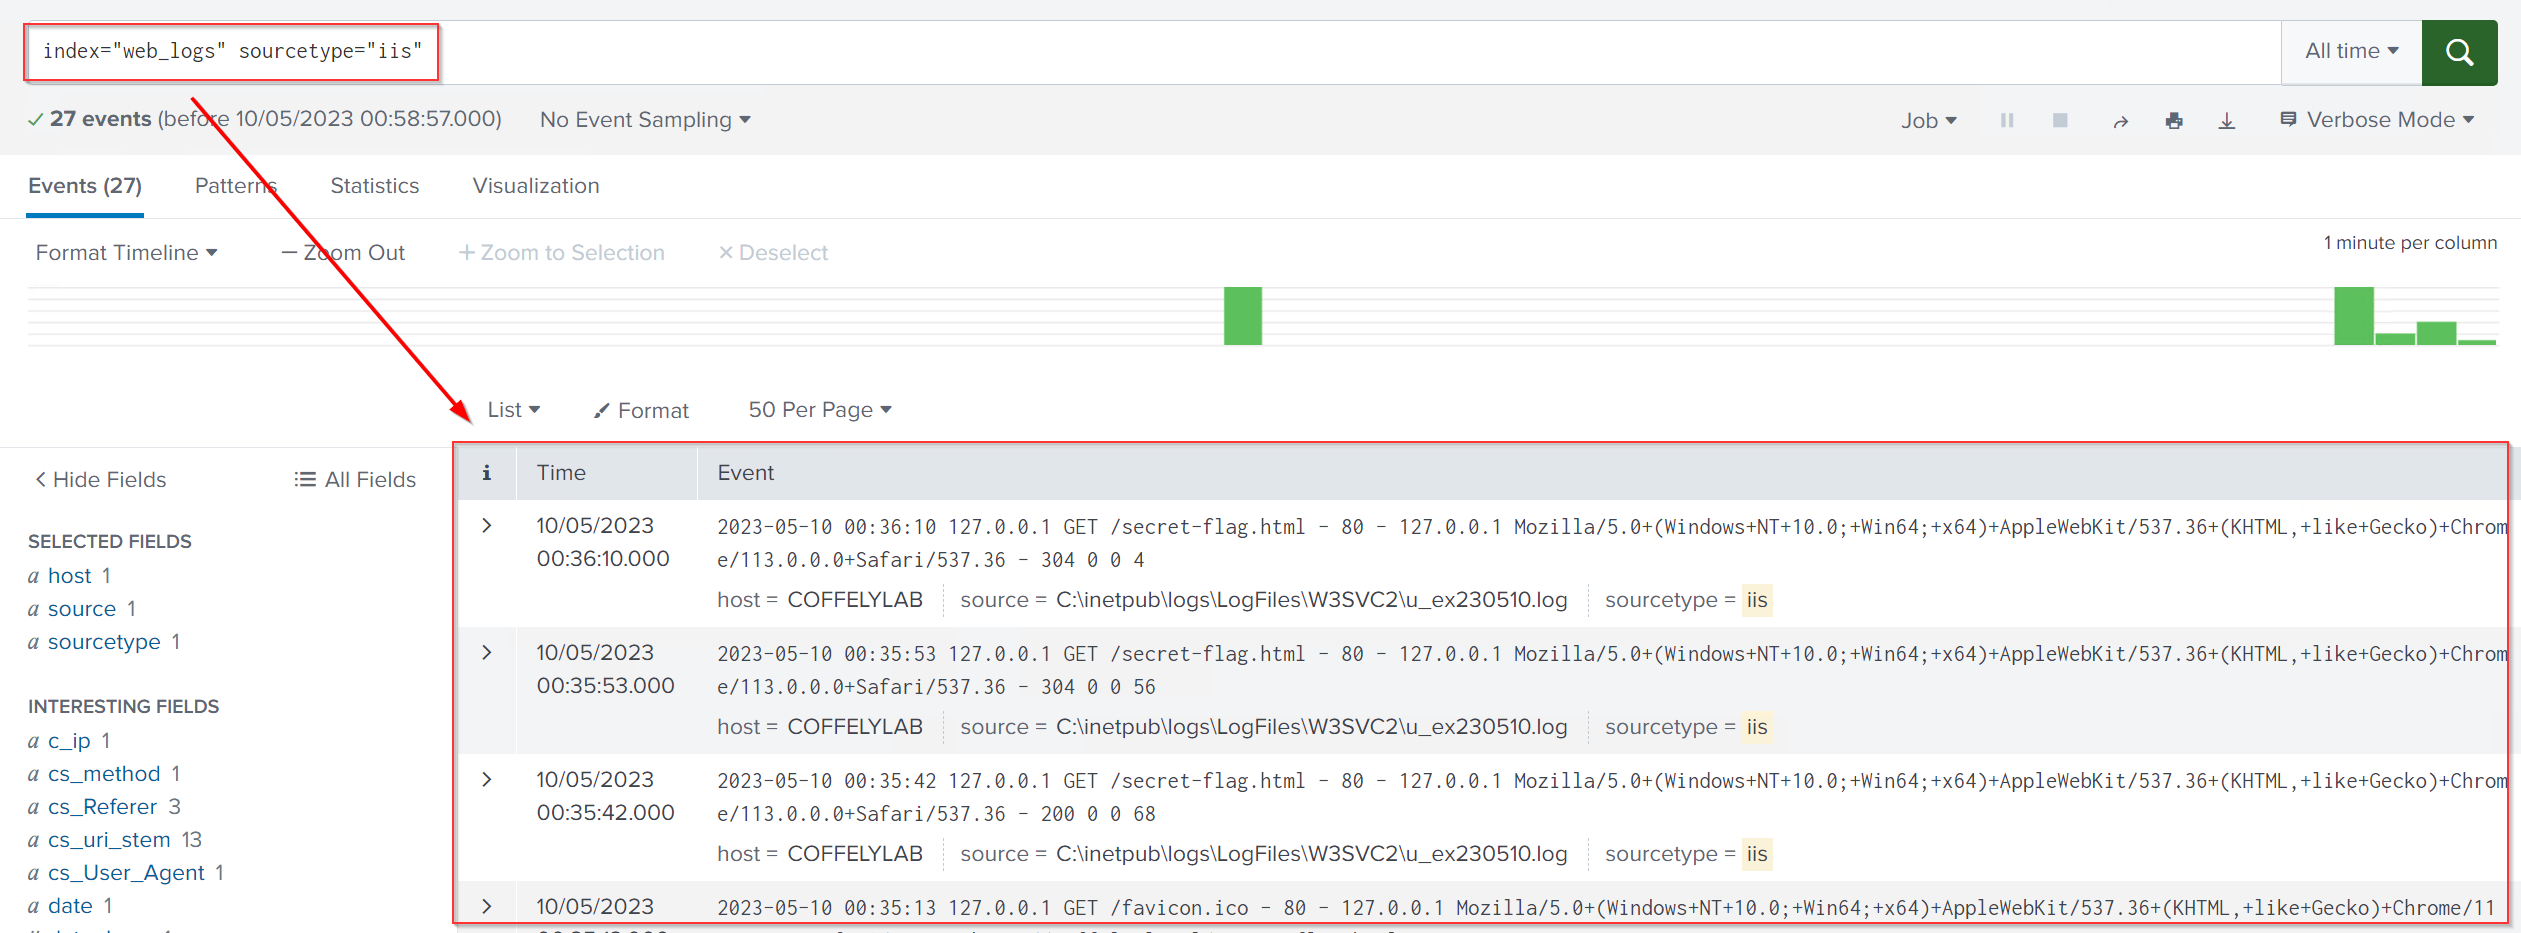 index="web_logs" sourcetype="iis"
All time
27 events (before 10/05/2023 00:58:57.000)
No Event Sampling
Job
Verbose Mode
Events (27)
Patterns
Statistics
Visualization
Format Timeline
— Zoom Out
+ Zoom to Selection
× Deselect
1 minute per column
List
Format
50 Per Page
< Hide Fields
All Fields
i
Time
Event
SELECTED FIELDS
a host 1
a source 1
a sourcetype 1
INTERESTING FIELDS
a c_ip 1
a cs_method 1
a cs_Referer 3
a cs_uri_stem 13
a cs_User_Agent 1
a date 1
> 10/05/2023
00:36:10.000
2023-05-10 00:36:10 127.0.0.1 GET /secret-flag.html - 80 - 127.0.0.1 Mozilla/5.0+(Windows+NT+10.0;+Win64;+x64)+AppleWebKit/537.36+(KHTML,+like+Gecko)+Chrom
e/113.0.0.0+Safari/537.36 - 304 0 0 4
host = COFFELYLAB
source = C:\inetpub\logs\LogFiles\W3SVC2\u_ex230510.log
sourcetype = iis
> 10/05/2023
00:35:53.000
2023-05-10 00:35:53 127.0.0.1 GET /secret-flag.html - 80 - 127.0.0.1 Mozilla/5.0+(Windows+NT+10.0;+Win64;+x64)+AppleWebKit/537.36+(KHTML,+like+Gecko)+Chrom
e/113.0.0.0+Safari/537.36 - 304 0 0 56
host = COFFELYLAB
source = C:\inetpub\logs\LogFiles\W3SVC2\u_ex230510.log
sourcetype = iis
> 10/05/2023
00:35:42.000
2023-05-10 00:35:42 127.0.0.1 GET /secret-flag.html - 80 - 127.0.0.1 Mozilla/5.0+(Windows+NT+10.0;+Win64;+x64)+AppleWebKit/537.36+(KHTML,+like+Gecko)+Chrom
e/113.0.0.0+Safari/537.36 - 200 0 0 68
host = COFFELYLAB
source = C:\inetpub\logs\LogFiles\W3SVC2\u_ex230510.log
sourcetype = iis
> 10/05/2023
2023-05-10 00:35:13 127.0.0.1 GET /favicon.ico - 80 - 127.0.0.1 Mozilla/5.0+(Windows+NT+10.0;+Win64;+x64)+AppleWebKit/537.36+(KHTML,+like+Gecko)+Chrome/11